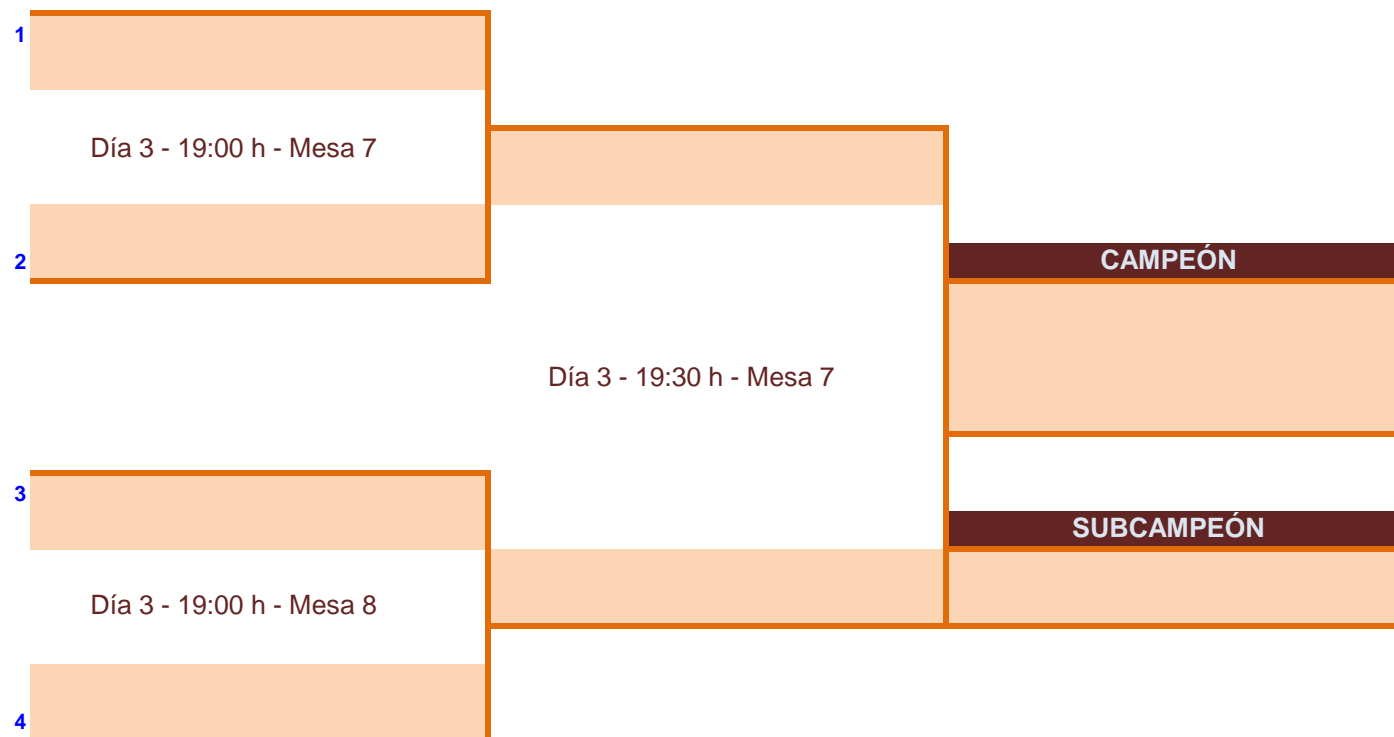 1
Día 3 - 19:00 h - Mesa 7
2
CAMPEÓN
Día 3 - 19:30 h - Mesa 7
3
SUBCAMPEÓN
Día 3 - 19:00 h - Mesa 8
4